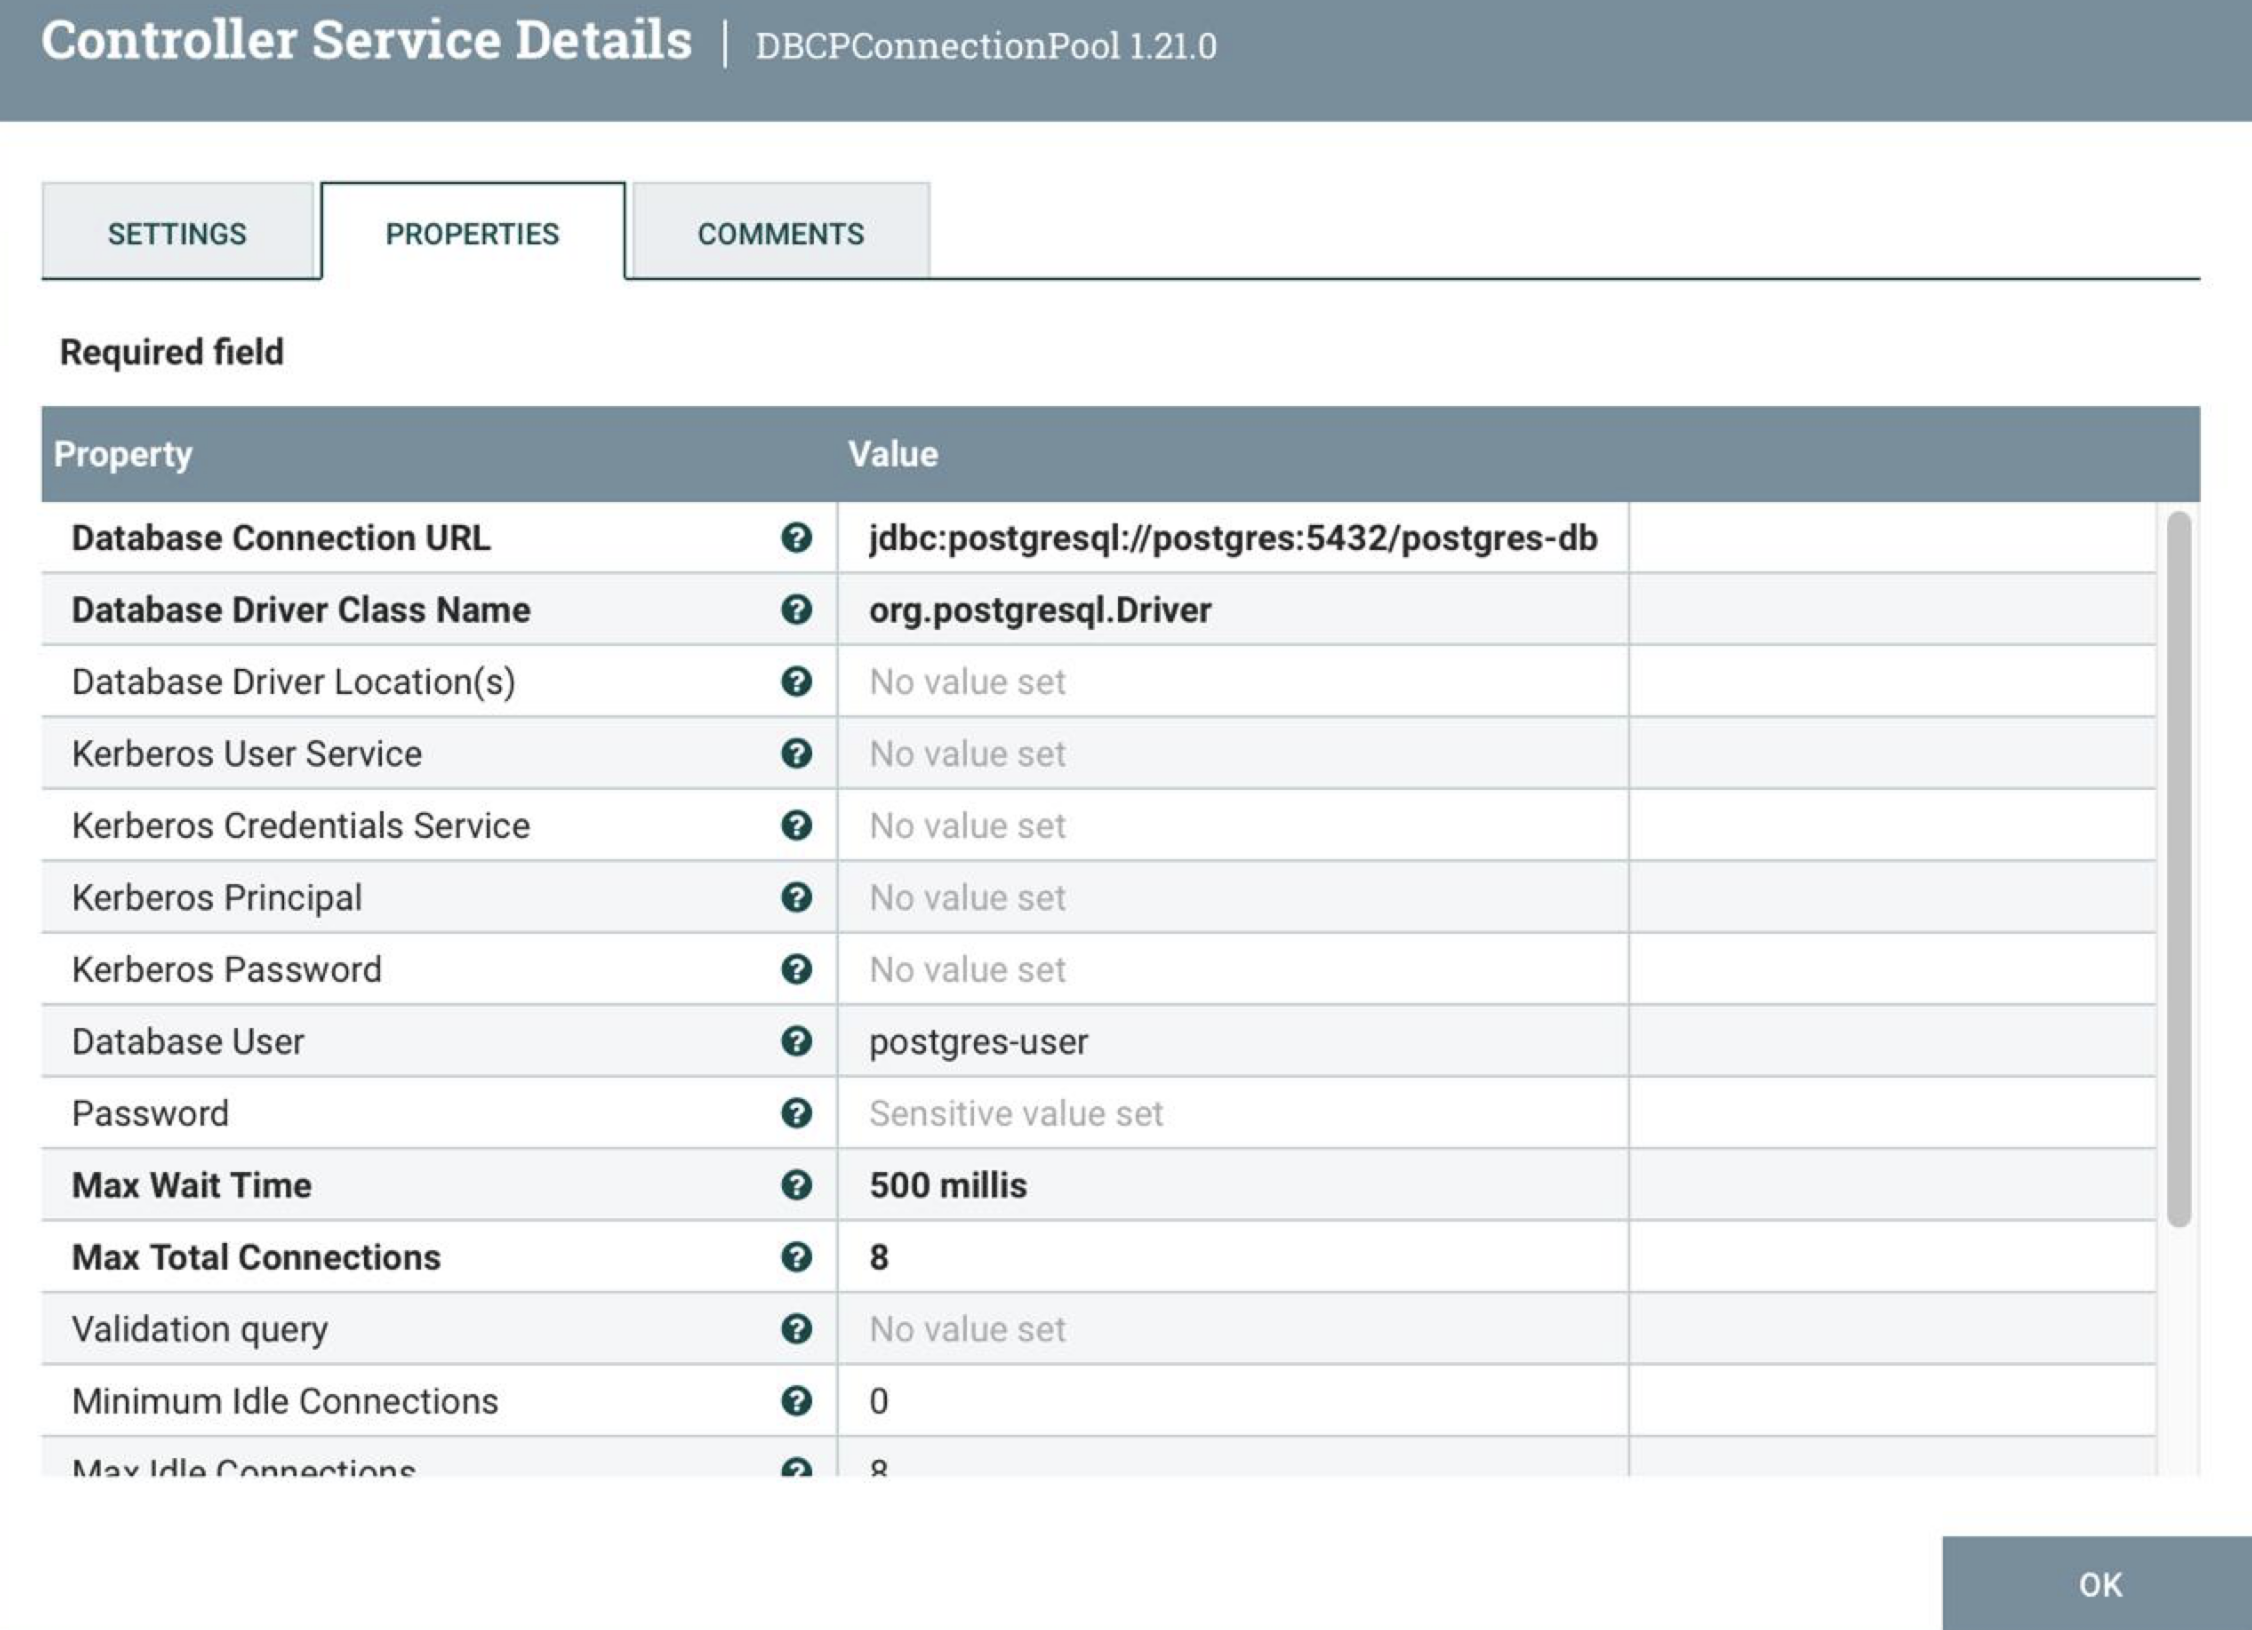 Controller Service Details | DBCPConnectionPool 1.21.0
SETTINGS PROPERTIES COMMENTS
Required field
Property Value
Database Connection URL jdbc:postgresql://postgres:5432/postgres-db
Database Driver Class Name org.postgresql.Driver
Database Driver Location(s) No value set
Kerberos User Service No value set
Kerberos Credentials Service No value set
Kerberos Principal No value set
Kerberos Password No value set
Database User postgres-user
Password Sensitive value set
Max Wait Time 500 millis
Max Total Connections 8
Validation query No value set
Minimum Idle Connections 0
Max Idle Connections 8
OK